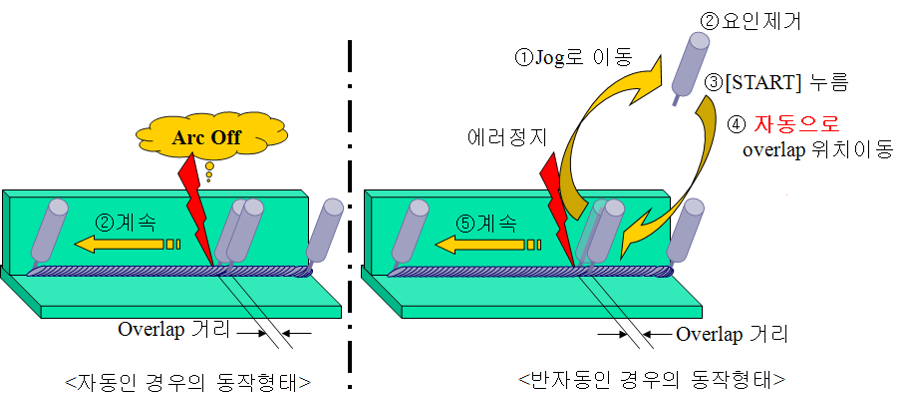 Arc Off
②계속
Overlap 거리
<자동인 경우의 동작형태>
②요인제거
①Jog로 이동
③[START] 누름
④ 자동으로
overlap 위치이동
에러정지
⑤계속
Overlap 거리
<반자동인 경우의 동작형태>